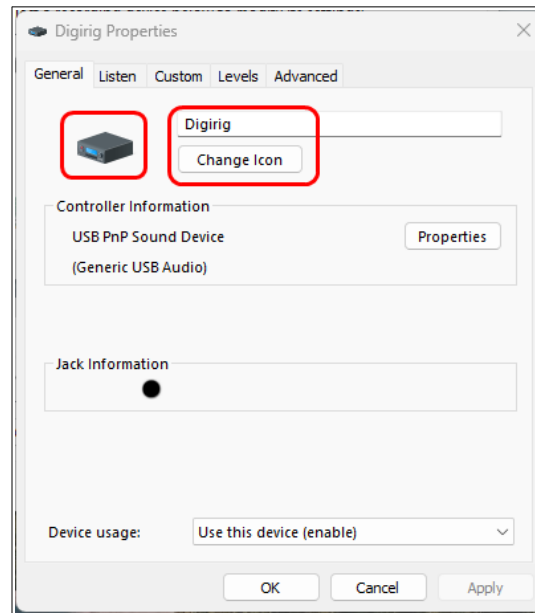 Digirig Properties
General Listen Custom Levels Advanced
Digirig
Change Icon
Controller Information
USB PnP Sound Device
Properties
(Generic USB Audio)
Jack Information
Device usage:
Use this device (enable)
OK Cancel Apply